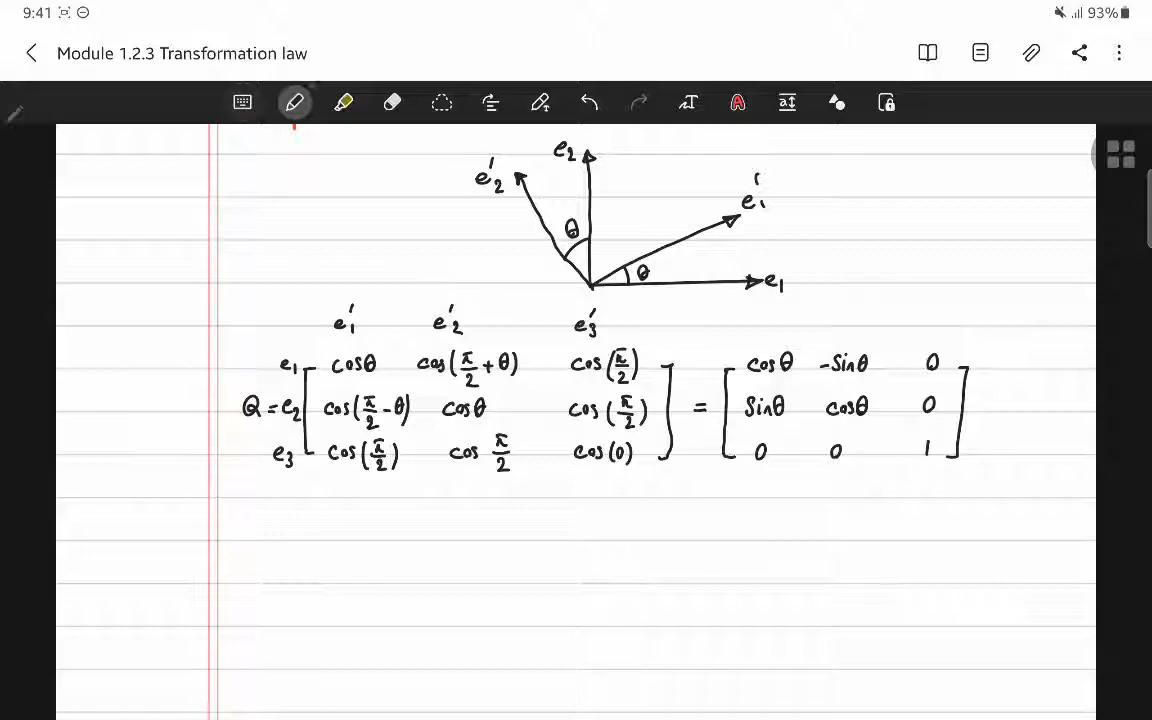 9:41 93%
Module 1.2.3 Transformation law
e₂
e'₂ e'₁
θ
θ e₁
e'₁ e'₂ e'₃
e₁ cosθ cos(π/2 + θ) cos(π/2) cosθ -Sinθ 0
Q = e₂ cos(π/2 - θ) cosθ cos(π/2) = Sinθ cosθ 0
e₃ cos(π/2) cos π/2 cos(0) 0 0 1